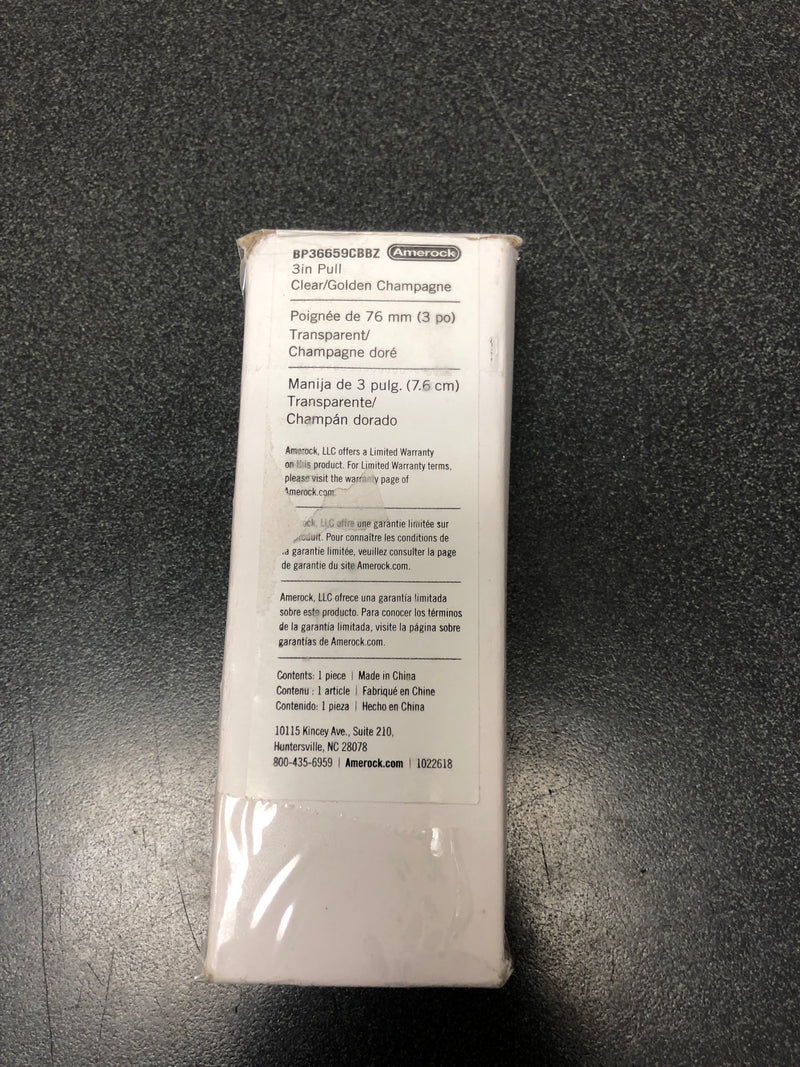 BP36659CBBZ Amerock
3in Pull
Clear/Golden Champagne
Poignée de 76 mm (3 po)
Transparent/
Champagne doré
Manija de 3 pulg. (7.6 cm)
Transparente/
Champán dorado
Amerock, LLC offers a Limited Warranty
on this product. For Limited Warranty terms,
please visit the warranty page of
Amerock.com.
LLC offre une garantie limitée sur
Pour connaître les conditions de
la garantie limitée, veuillez consulter la page
de garantie du site Amerock.com.
Amerock, LLC ofrece una garantía limitada
sobre este producto. Para conocer los términos
de la garantía limitada, visite la página sobre
garantías de Amerock.com.
Contents: 1 piece | Made in China
Contenu : 1 article | Fabriqué en Chine
Contenido: 1 pieza | Hecho en China
10115 Kincey Ave., Suite 210,
Huntersville, NC 28078
800-435-6959 | Amerock.com | 1022618